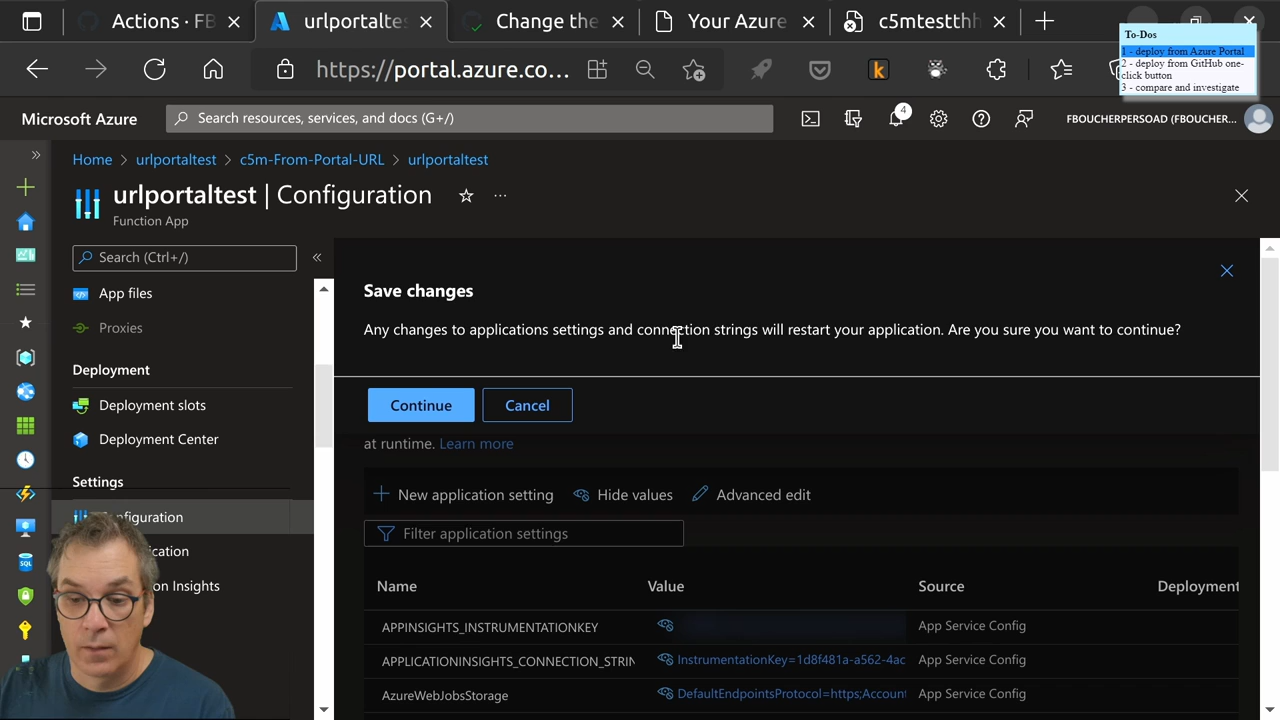 Actions · FB
urlportaltes
Change the
Your Azure
c5mtestthh
https://portal.azure.co...
To-Dos
1 - deploy from Azure Portal
2 - deploy from GitHub one-
click button
3 - compare and investigate
Microsoft Azure
Search resources, services, and docs (G+/)
4
FBOUCHERPERSOAD (FBOUCHER...
Home > urlportaltest > c5m-From-Portal-URL > urlportaltest
urlportaltest | Configuration
Function App
Search (Ctrl+/)
App files
Proxies
Deployment
Deployment slots
Deployment Center
Settings
Save changes
Any changes to applications settings and connection strings will restart your application. Are you sure you want to continue?
Continue
Cancel
at runtime. Learn more
New application setting
Hide values
Advanced edit
Filter application settings
Name
Value
Source
Deployment
APPINSIGHTS_INSTRUMENTATIONKEY
App Service Config
APPLICATIONINSIGHTS_CONNECTION_STRIN
InstrumentationKey=1d8f481a-a562-4ac
App Service Config
AzureWebJobsStorage
DefaultEndpointsProtocol=https;Account
App Service Config
SQL